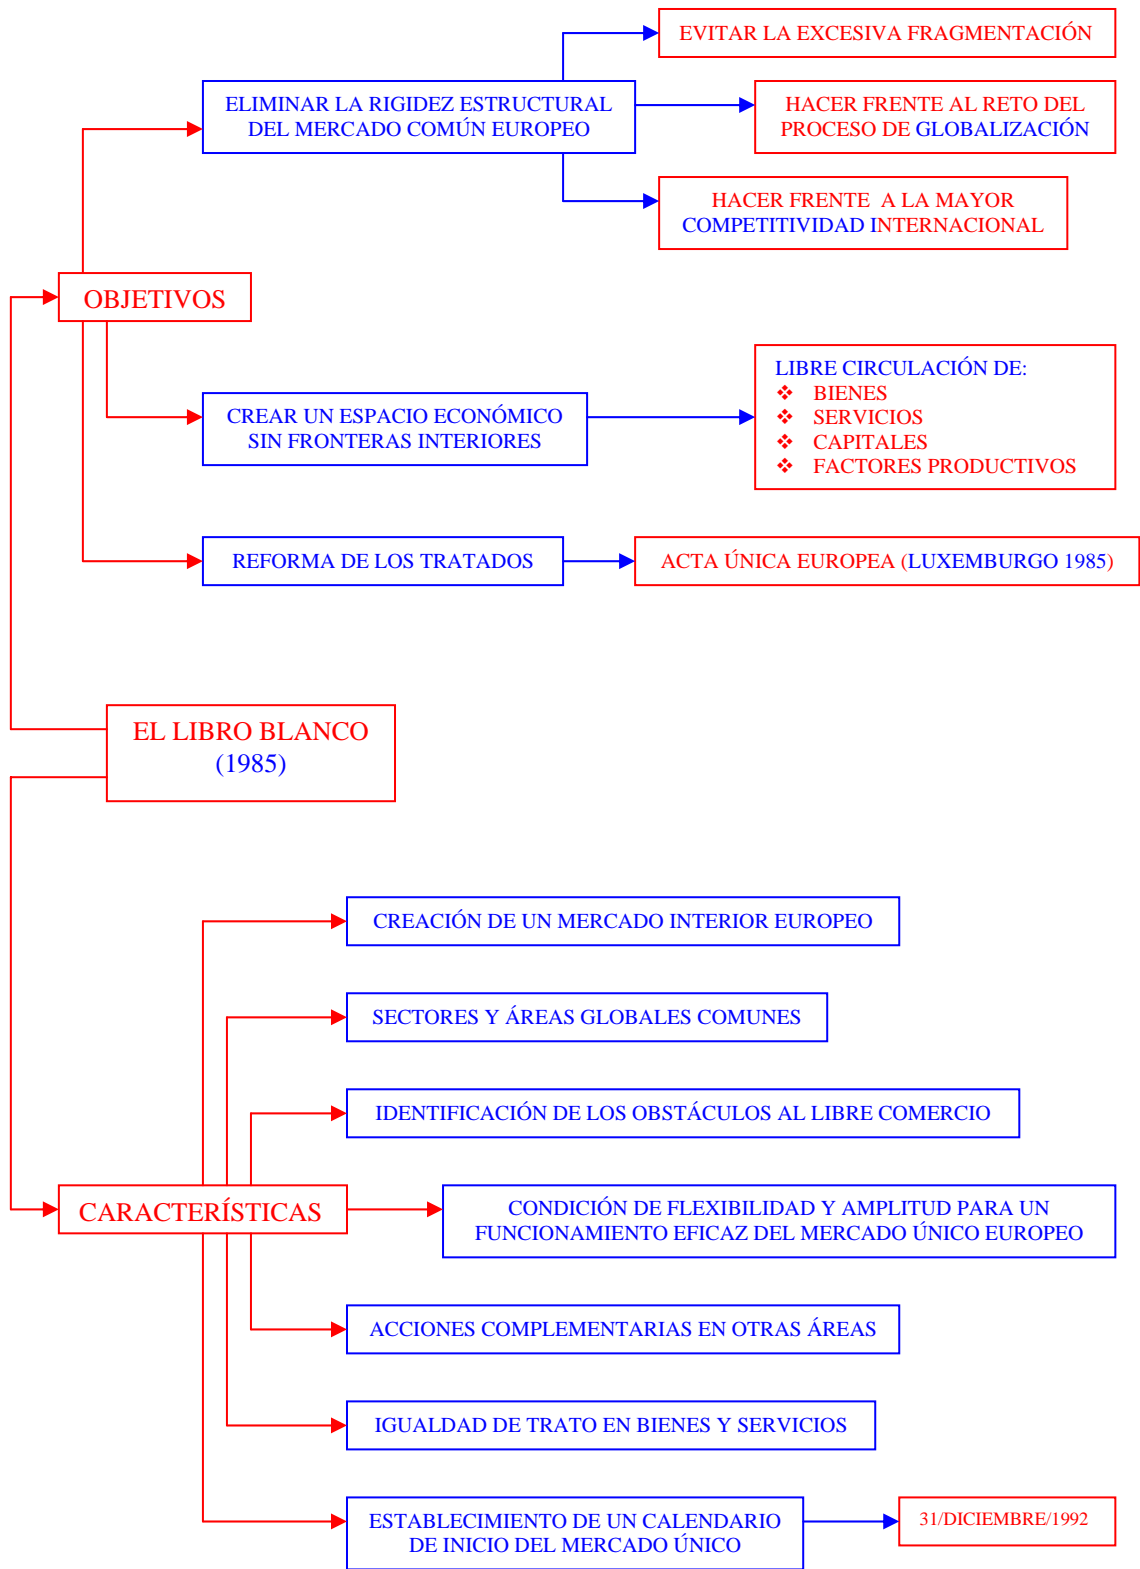 EVITAR LA EXCESIVA FRAGMENTACIÓN
ELIMINAR LA RIGIDEZ ESTRUCTURAL
DEL MERCADO COMÚN EUROPEO
HACER FRENTE AL RETO DEL
PROCESO DE GLOBALIZACIÓN
HACER FRENTE A LA MAYOR
COMPETITIVIDAD INTERNACIONAL
OBJETIVOS
CREAR UN ESPACIO ECONÓMICO
SIN FRONTERAS INTERIORES
LIBRE CIRCULACIÓN DE:
❖ BIENES
❖ SERVICIOS
❖ CAPITALES
❖ FACTORES PRODUCTIVOS
REFORMA DE LOS TRATADOS
ACTA ÚNICA EUROPEA (LUXEMBURGO 1985)
EL LIBRO BLANCO
(1985)
CREACIÓN DE UN MERCADO INTERIOR EUROPEO
SECTORES Y ÁREAS GLOBALES COMUNES
IDENTIFICACIÓN DE LOS OBSTÁCULOS AL LIBRE COMERCIO
CARACTERÍSTICAS
CONDICIÓN DE FLEXIBILIDAD Y AMPLITUD PARA UN
FUNCIONAMIENTO EFICAZ DEL MERCADO ÚNICO EUROPEO
ACCIONES COMPLEMENTARIAS EN OTRAS ÁREAS
IGUALDAD DE TRATO EN BIENES Y SERVICIOS
ESTABLECIMIENTO DE UN CALENDARIO
DE INICIO DEL MERCADO ÚNICO
31/DICIEMBRE/1992